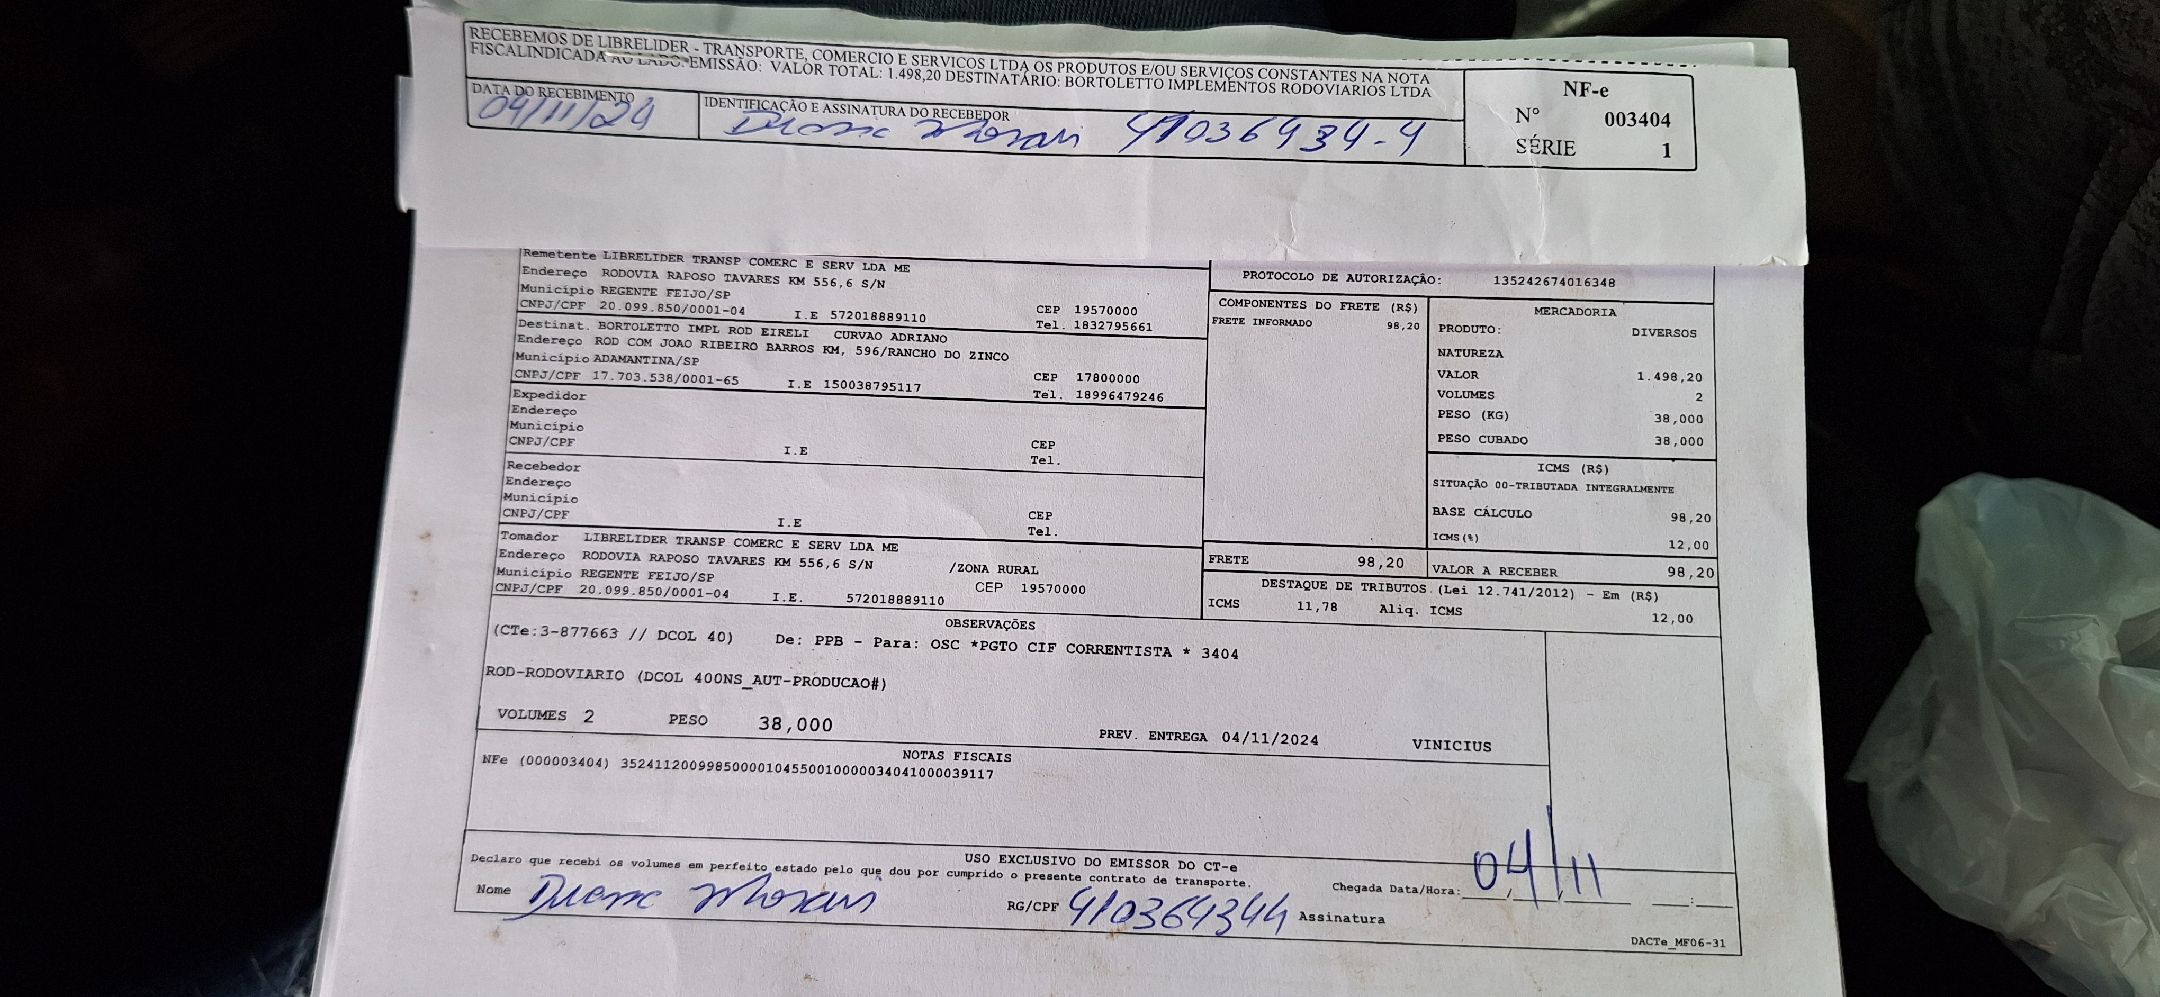 RECEBEMOS DE LIBRELIDER - TRANSPORTE, COMERCIO E SERVICOS LTDA OS PRODUTOS E/OU SERVIÇOS CONSTANTES NA NOTA
FISCALINDICADA AO LADO. EMISSÃO: VALOR TOTAL: 1.498,20 DESTINATÁRIO: BORTOLETTO IMPLEMENTOS RODOVIARIOS LTDA
DATA DO RECEBIMENTO
04/11/24
IDENTIFICAÇÃO E ASSINATURA DO RECEBEDOR
41036434-4
NF-e
Nº 003404
SÉRIE 1
Remetente LIBRELIDER TRANSP COMERC E SERV LDA ME
Endereço RODOVIA RAPOSO TAVARES KM 556,6 S/N
Município REGENTE FEIJO/SP
CNPJ/CPF 20.099.850/0001-04 I.E 572018889110 CEP 19570000
Tel. 1832795661
Destinat. BORTOLETTO IMPL ROD EIRELI CURVAO ADRIANO
Endereço ROD COM JOAO RIBEIRO BARROS KM, 596/RANCHO DO ZINCO
Município ADAMANTINA/SP
CNPJ/CPF 17.703.538/0001-65 I.E 150038795117 CEP 17800000
Tel. 18996479246
Expedidor
Endereço
Município
CNPJ/CPF I.E CEP
Tel.
Recebedor
Endereço
Município
CNPJ/CPF I.E CEP
Tel.
Tomador LIBRELIDER TRANSP COMERC E SERV LDA ME
Endereço RODOVIA RAPOSO TAVARES KM 556,6 S/N /ZONA RURAL
Município REGENTE FEIJO/SP CEP 19570000
CNPJ/CPF 20.099.850/0001-04 I.E. 572018889110
PROTOCOLO DE AUTORIZAÇÃO: 135242674016348
COMPONENTES DO FRETE (R$)
FRETE INFORMADO 98,20
MERCADORIA
PRODUTO: DIVERSOS
NATUREZA
VALOR 1.498,20
VOLUMES 2
PESO (KG) 38,000
PESO CUBADO 38,000
ICMS (R$)
SITUAÇÃO 00-TRIBUTADA INTEGRALMENTE
BASE CÁLCULO 98,20
ICMS(%) 12,00
FRETE 98,20
VALOR A RECEBER 98,20
DESTAQUE DE TRIBUTOS.(Lei 12.741/2012) - Em (R$)
ICMS 11,78 Aliq. ICMS 12,00
OBSERVAÇÕES
(CTe:3-877663 // DCOL 40) De: PPB - Para: OSC *PGTO CIF CORRENTISTA * 3404
ROD-RODOVIARIO (DCOL 400NS_AUT-PRODUCAO#)
VOLUMES 2 PESO 38,000 PREV. ENTREGA 04/11/2024 VINICIUS
NOTAS FISCAIS
NFe (000003404) 35241120099850000104550010000034041000039117
USO EXCLUSIVO DO EMISSOR DO CT-e
Declaro que recebi os volumes em perfeito estado pelo que dou por cumprido o presente contrato de transporte.
Chegada Data/Hora: 04/11
Nome RG/CPF 410364344 Assinatura
DACTe_MF06-31